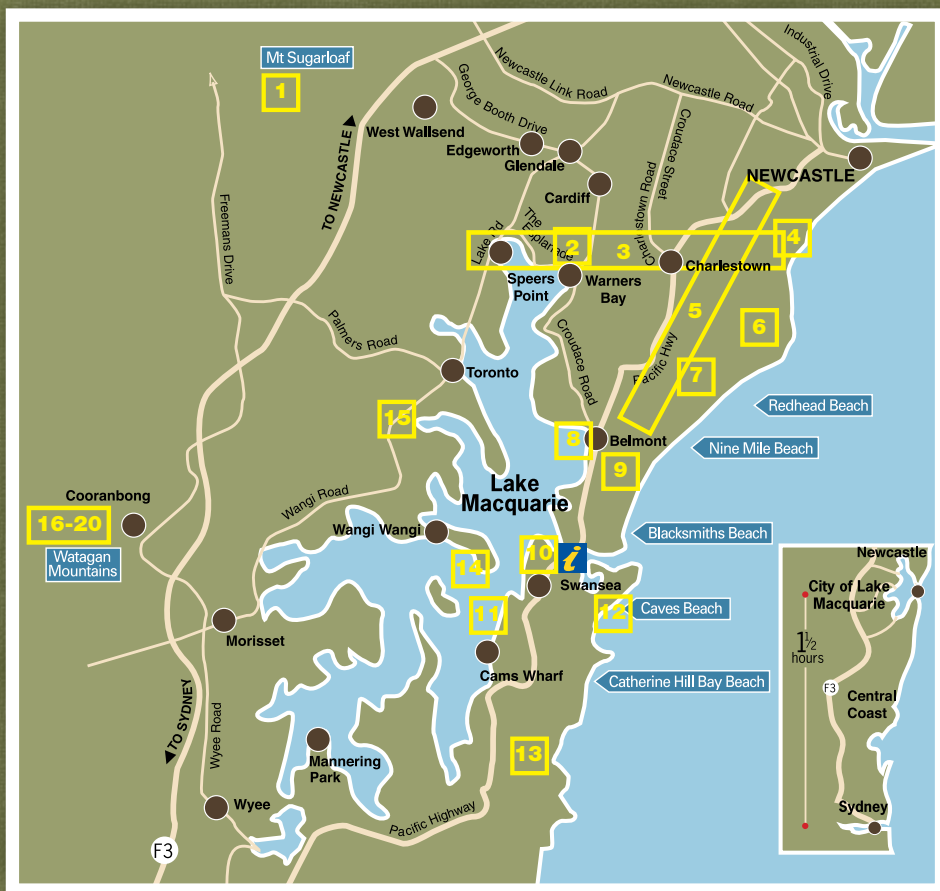 Mt Sugarloaf
1
Industrial Drive
Newcastle Link Road
Newcastle Road
George Booth Drive
West Wallsend
Edgeworth
Glendale
Croudace Street
TO NEWCASTLE
NEWCASTLE
Cardiff
Freemans Drive
Charlestown Road
The
Esplanade
Lake Rd
2
3
4
Charlestown
Speers
Point
Warners
Bay
5
6
Palmers Road
Croudace Road
Pacific Hwy
Toronto
7
Redhead Beach
15
8
Belmont
Nine Mile Beach
9
Lake
Macquarie
Cooranbong
16-20
Watagan
Mountains
Wangi Road
Wangi Wangi
Blacksmiths Beach
10
i
14
Swansea
11
12
Caves Beach
Morisset
Cams Wharf
Catherine Hill Bay Beach
TO SYDNEY
Wyee Road
13
Mannering
Park
Wyee
Pacific Highway
F3
Newcastle
City of Lake
Macquarie
1½
hours
F3
Central
Coast
Sydney